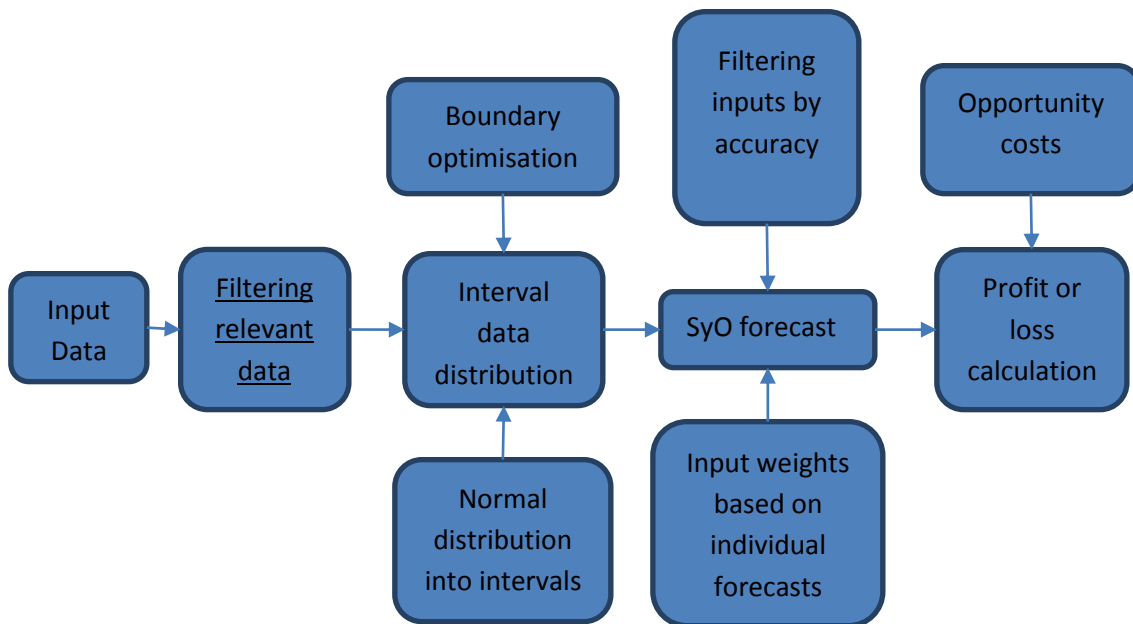 Filtering
inputs by
accuracy
Boundary
optimisation
Opportunity
costs
Input
Data
Filtering
relevant
data
Interval
data
distribution
SyO forecast
Profit or
loss
calculation
Normal
distribution
into intervals
Input weights
based on
individual
forecasts